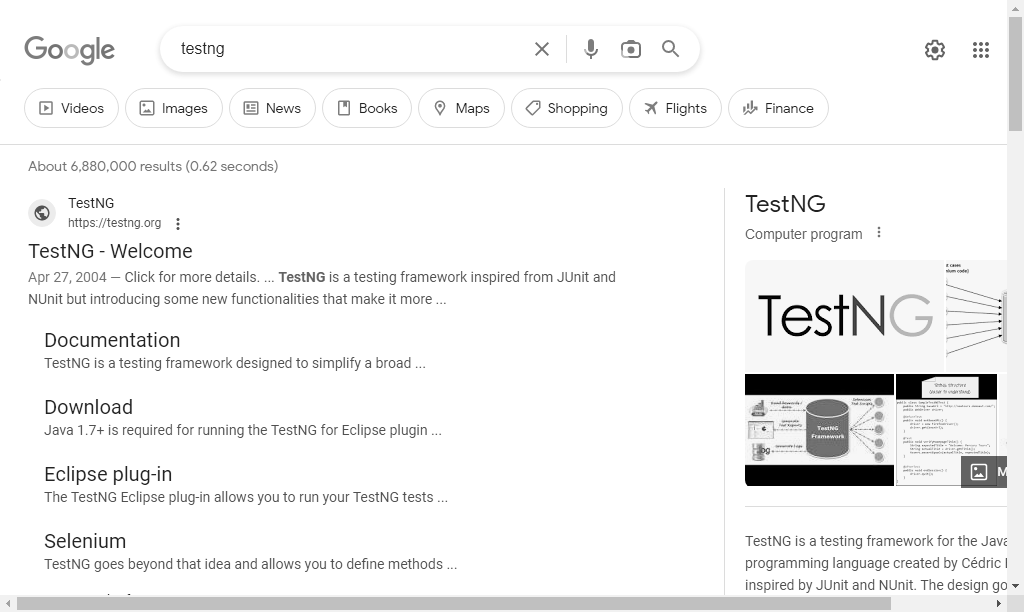 Google
testng
Videos
Images
News
Books
Maps
Shopping
Flights
Finance
About 6,880,000 results (0.62 seconds)
TestNG
https://testng.org
TestNG - Welcome
Apr 27, 2004 — Click for more details. ... TestNG is a testing framework inspired from JUnit and
NUnit but introducing some new functionalities that make it more ...
Documentation
TestNG is a testing framework designed to simplify a broad ...
Download
Java 1.7+ is required for running the TestNG for Eclipse plugin ...
Eclipse plug-in
The TestNG Eclipse plug-in allows you to run your TestNG tests ...
Selenium
TestNG goes beyond that idea and allows you to define methods ...
TestNG
Computer program
TestNG
TestNG
Framework
TestNG is a testing framework for the Java
programming language created by Cédric
inspired by JUnit and NUnit. The design